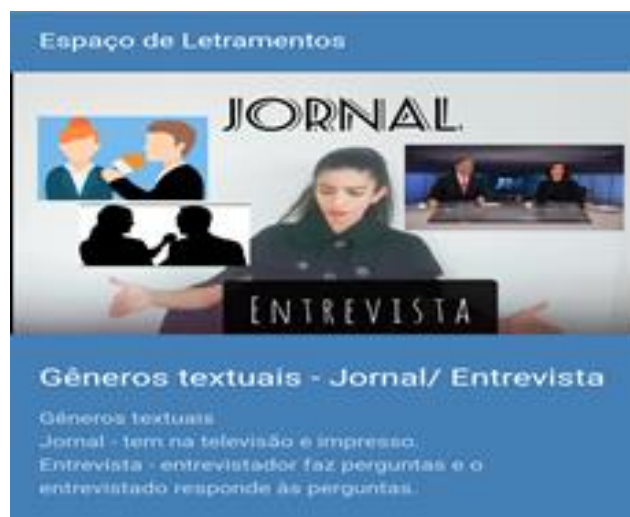 Espaço de Letramentos
JORNAL
ENTREVISTA
Gêneros textuais - Jornal/ Entrevista
Gêneros textuais
Jornal - tem na televisão e impresso.
Entrevista - entrevistador faz perguntas e o
entrevistado responde às perguntas.